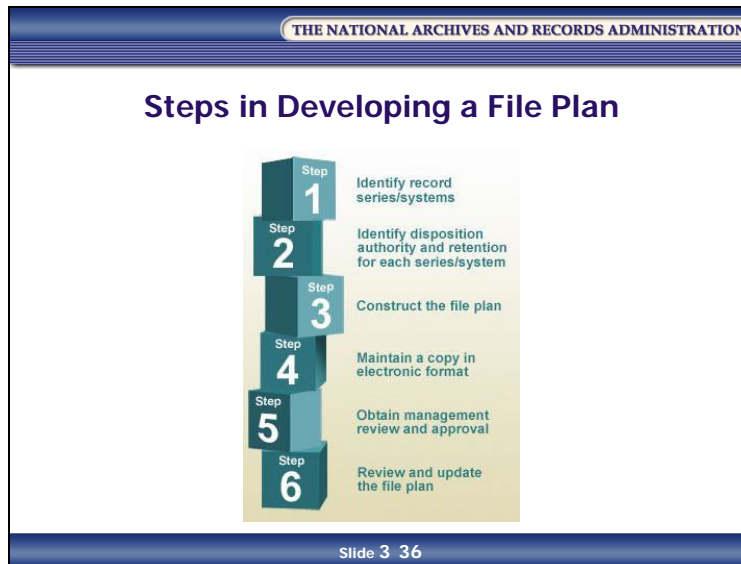 THE NATIONAL ARCHIVES AND RECORDS ADMINISTRATION
Steps in Developing a File Plan
Step
1
Identify record
series/systems
Step
2
Identify disposition
authority and retention
for each series/system
Step
3
Construct the file plan
Step
4
Maintain a copy in
electronic format
Step
5
Obtain management
review and approval
Step
6
Review and update
the file plan
Slide 3 36